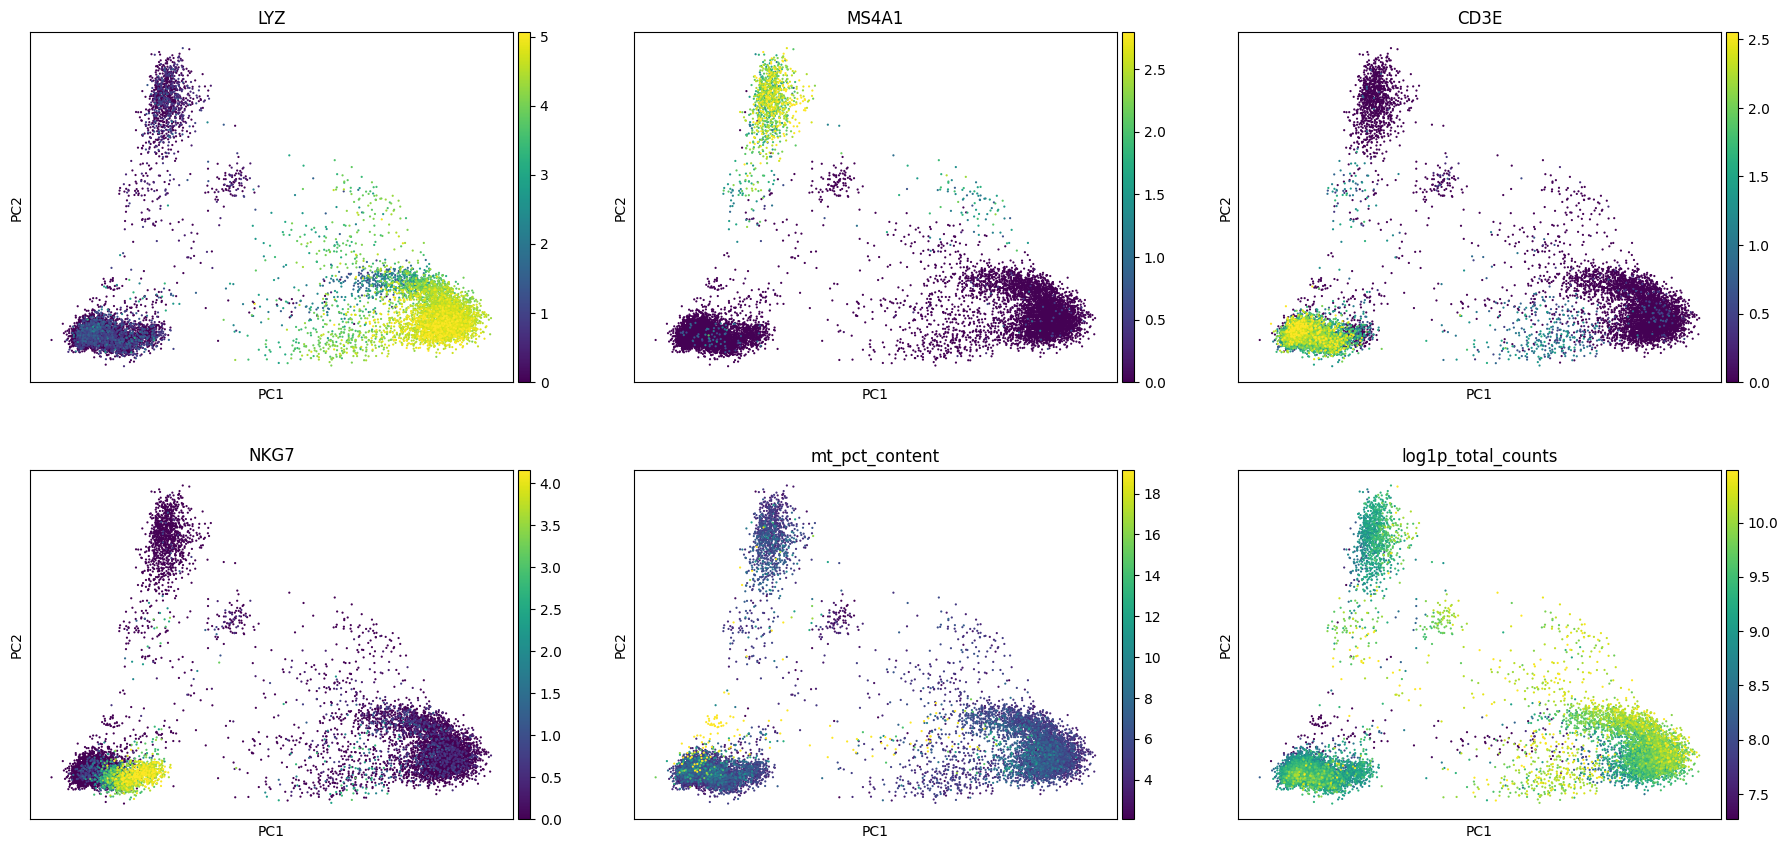 LYZ
MS4A1
CD3E
PC2
PC1
5
4
3
2
1
0
PC2
PC1
2.5
2.0
1.5
1.0
0.5
0.0
PC2
PC1
2.5
2.0
1.5
1.0
0.5
0.0
NKG7
mt_pct_content
log1p_total_counts
PC2
PC1
4.0
3.5
3.0
2.5
2.0
1.5
1.0
0.5
0.0
PC2
PC1
18
16
14
12
10
8
6
4
PC2
PC1
10.0
9.5
9.0
8.5
8.0
7.5